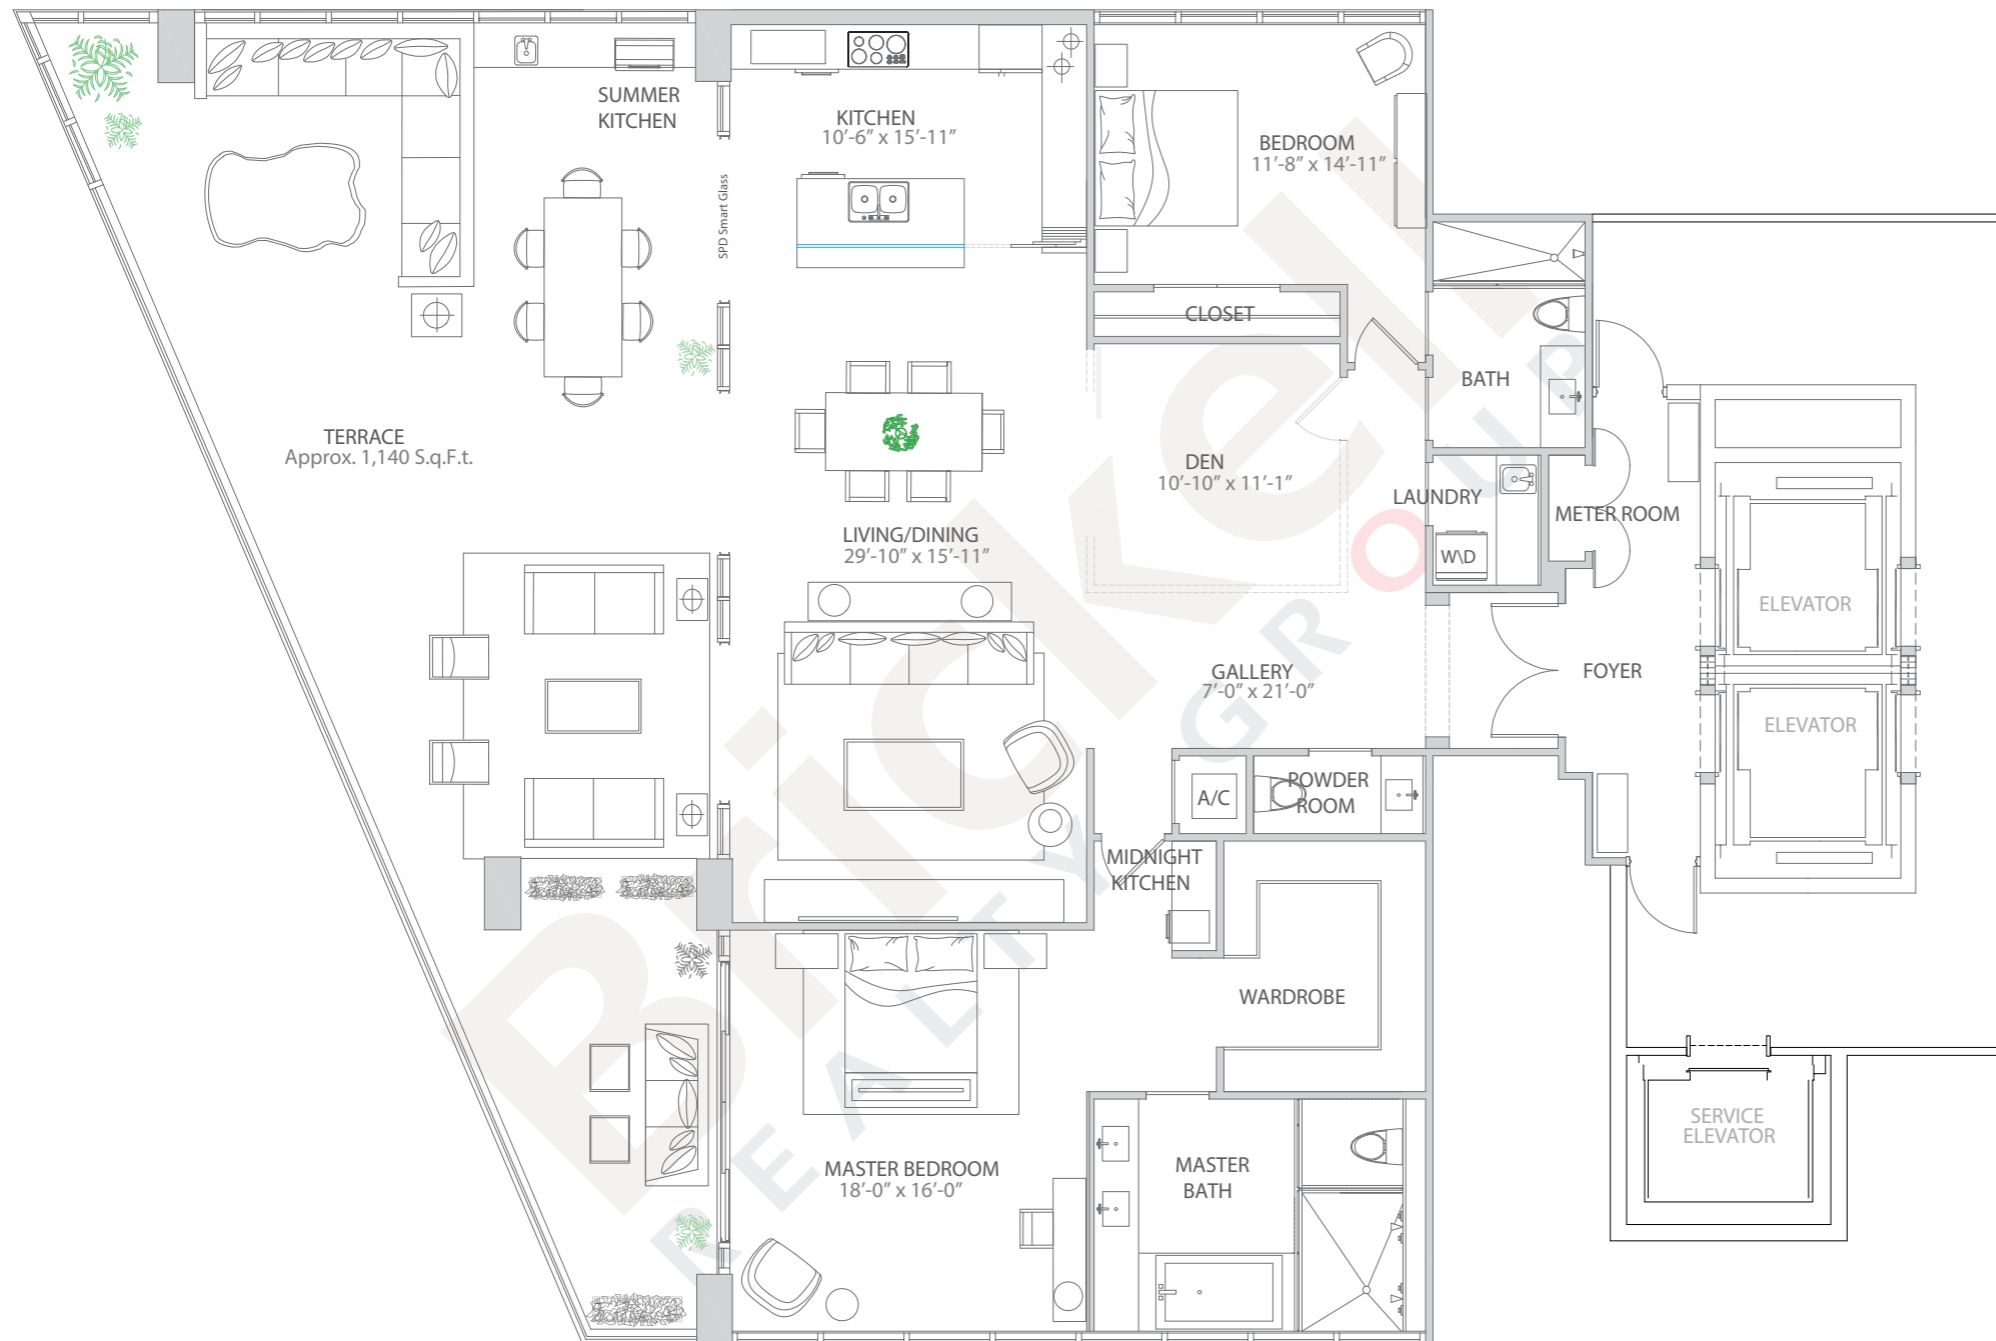 SUMMER
KITCHEN
KITCHEN
10'-6" x 15'-11"
BEDROOM
11'-8" x 14'-11"
SPD Smart Glass
CLOSET
BATH
TERRACE
Approx. 1,140 S.q.F.t.
DEN
10'-10" x 11'-1"
LAUNDRY
METER ROOM
LIVING/DINING
29'-10" x 15'-11"
W\D
ELEVATOR
GALLERY
7'-0" x 21'-0"
FOYER
ELEVATOR
A/C
POWDER
ROOM
MIDNIGHT
KITCHEN
WARDROBE
SERVICE
ELEVATOR
MASTER BEDROOM
18'-0" x 16'-0"
MASTER
BATH
Brickell
REALTY GROUP